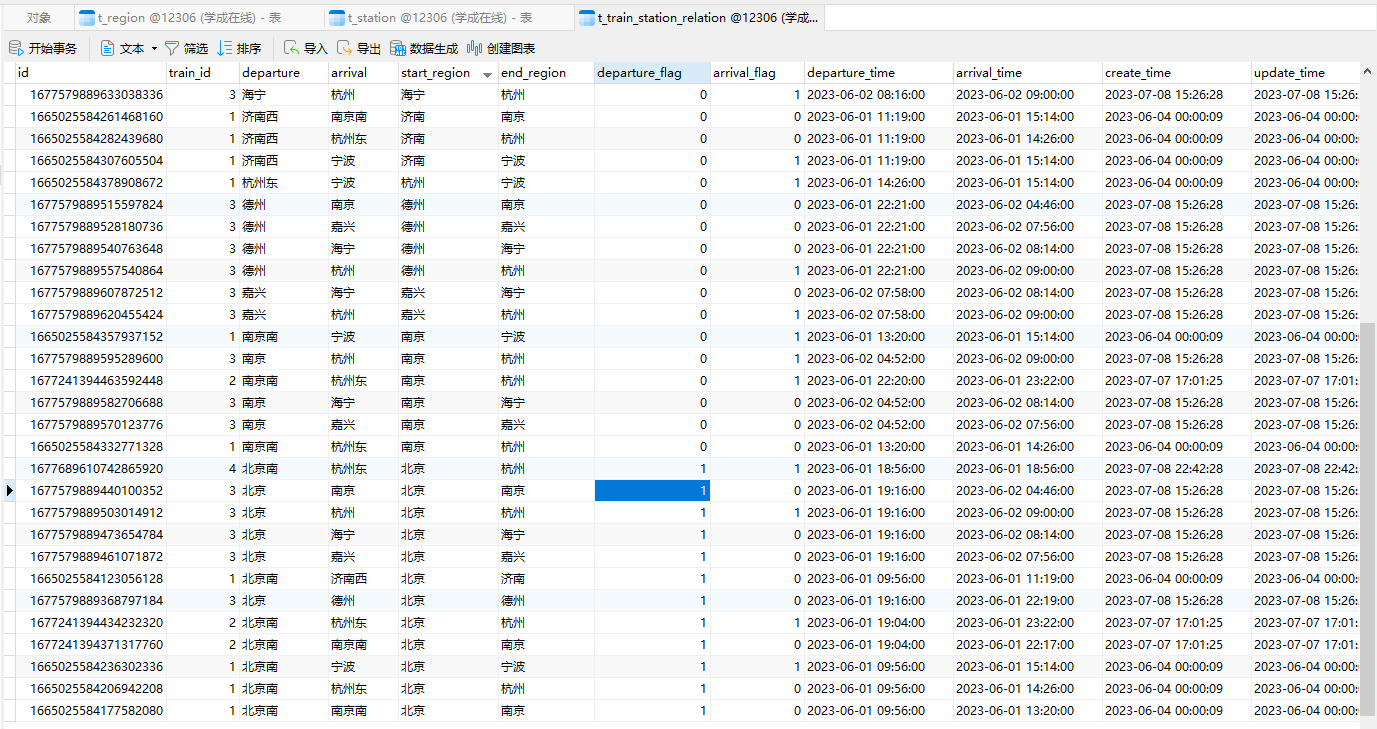 对象 t_region @12306 (学成在线) - 表 t_station @12306 (学成在线) - 表 t_train_station_relation @12306 (学成...
开始事务 文本 筛选 排序 导入 导出 数据生成 创建图表
id train_id departure arrival start_region end_region departure_flag arrival_flag departure_time arrival_time create_time update_time
1677579889633038336 3 海宁 杭州 海宁 杭州 0 1 2023-06-02 08:16:00 2023-06-02 09:00:00 2023-07-08 15:26:28 2023-07-08 15:26:
1665025584261468160 1 济南西 南京南 济南 南京 0 0 2023-06-01 11:19:00 2023-06-01 15:14:00 2023-06-04 00:00:09 2023-06-04 00:00:
1665025584282439680 1 济南西 杭州东 济南 杭州 0 0 2023-06-01 11:19:00 2023-06-01 14:26:00 2023-06-04 00:00:09 2023-06-04 00:00:
1665025584307605504 1 济南西 宁波 济南 宁波 0 1 2023-06-01 11:19:00 2023-06-01 15:14:00 2023-06-04 00:00:09 2023-06-04 00:00:
1665025584378908672 1 杭州东 宁波 杭州 宁波 0 1 2023-06-01 14:26:00 2023-06-01 15:14:00 2023-06-04 00:00:09 2023-06-04 00:00:
1677579889515597824 3 德州 南京 德州 南京 0 0 2023-06-01 22:21:00 2023-06-02 04:46:00 2023-07-08 15:26:28 2023-07-08 15:26:
1677579889528180736 3 德州 嘉兴 德州 嘉兴 0 0 2023-06-01 22:21:00 2023-06-02 07:56:00 2023-07-08 15:26:28 2023-07-08 15:26:
1677579889540763648 3 德州 海宁 德州 海宁 0 0 2023-06-01 22:21:00 2023-06-02 08:14:00 2023-07-08 15:26:28 2023-07-08 15:26:
1677579889557540864 3 德州 杭州 德州 杭州 0 1 2023-06-01 22:21:00 2023-06-02 09:00:00 2023-07-08 15:26:28 2023-07-08 15:26:
1677579889607872512 3 嘉兴 海宁 嘉兴 海宁 0 0 2023-06-02 07:58:00 2023-06-02 08:14:00 2023-07-08 15:26:28 2023-07-08 15:26:
1677579889620455424 3 嘉兴 杭州 嘉兴 杭州 0 1 2023-06-02 07:58:00 2023-06-02 09:00:00 2023-07-08 15:26:28 2023-07-08 15:26:
1665025584357937152 1 南京南 宁波 南京 宁波 0 1 2023-06-01 13:20:00 2023-06-01 15:14:00 2023-06-04 00:00:09 2023-06-04 00:00:
1677579889595289600 3 南京 杭州 南京 杭州 0 1 2023-06-02 04:52:00 2023-06-02 09:00:00 2023-07-08 15:26:28 2023-07-08 15:26:
1677241394463592448 2 南京南 杭州东 南京 杭州 0 1 2023-06-01 22:20:00 2023-06-01 23:22:00 2023-07-07 17:01:25 2023-07-07 17:01:
1677579889582706688 3 南京 海宁 南京 海宁 0 0 2023-06-02 04:52:00 2023-06-02 08:14:00 2023-07-08 15:26:28 2023-07-08 15:26:
1677579889570123776 3 南京 嘉兴 南京 嘉兴 0 0 2023-06-02 04:52:00 2023-06-02 07:56:00 2023-07-08 15:26:28 2023-07-08 15:26:
1665025584332771328 1 南京南 杭州东 南京 杭州 0 0 2023-06-01 13:20:00 2023-06-01 14:26:00 2023-06-04 00:00:09 2023-06-04 00:00:
1677689610742865920 4 北京南 杭州东 北京 杭州 1 1 2023-06-01 18:56:00 2023-06-01 18:56:00 2023-07-08 22:42:28 2023-07-08 22:42:
1677579889440100352 3 北京 南京 北京 南京 1 0 2023-06-01 19:16:00 2023-06-02 04:46:00 2023-07-08 15:26:28 2023-07-08 15:26:
1677579889503014912 3 北京 杭州 北京 杭州 1 1 2023-06-01 19:16:00 2023-06-02 09:00:00 2023-07-08 15:26:28 2023-07-08 15:26:
1677579889473654784 3 北京 海宁 北京 海宁 1 0 2023-06-01 19:16:00 2023-06-02 08:14:00 2023-07-08 15:26:28 2023-07-08 15:26:
1677579889461071872 3 北京 嘉兴 北京 嘉兴 1 0 2023-06-01 19:16:00 2023-06-02 07:56:00 2023-07-08 15:26:28 2023-07-08 15:26:
1665025584123056128 1 北京南 济南西 北京 济南 1 0 2023-06-01 09:56:00 2023-06-01 11:19:00 2023-06-04 00:00:09 2023-06-04 00:00:
1677579889368797184 3 北京 德州 北京 德州 1 0 2023-06-01 19:16:00 2023-06-01 22:19:00 2023-07-08 15:26:28 2023-07-08 15:26:
1677241394434232320 2 北京南 杭州东 北京 杭州 1 1 2023-06-01 19:04:00 2023-06-01 23:22:00 2023-07-07 17:01:25 2023-07-07 17:01:
1677241394371317760 2 北京南 南京南 北京 南京 1 0 2023-06-01 19:04:00 2023-06-01 22:17:00 2023-07-07 17:01:25 2023-07-07 17:01:
1665025584236302336 1 北京南 宁波 北京 宁波 1 1 2023-06-01 09:56:00 2023-06-01 15:14:00 2023-06-04 00:00:09 2023-06-04 00:00:
1665025584206942208 1 北京南 杭州东 北京 杭州 1 0 2023-06-01 09:56:00 2023-06-01 14:26:00 2023-06-04 00:00:09 2023-06-04 00:00:
1665025584177582080 1 北京南 南京南 北京 南京 1 0 2023-06-01 09:56:00 2023-06-01 13:20:00 2023-06-04 00:00:09 2023-06-04 00:00: